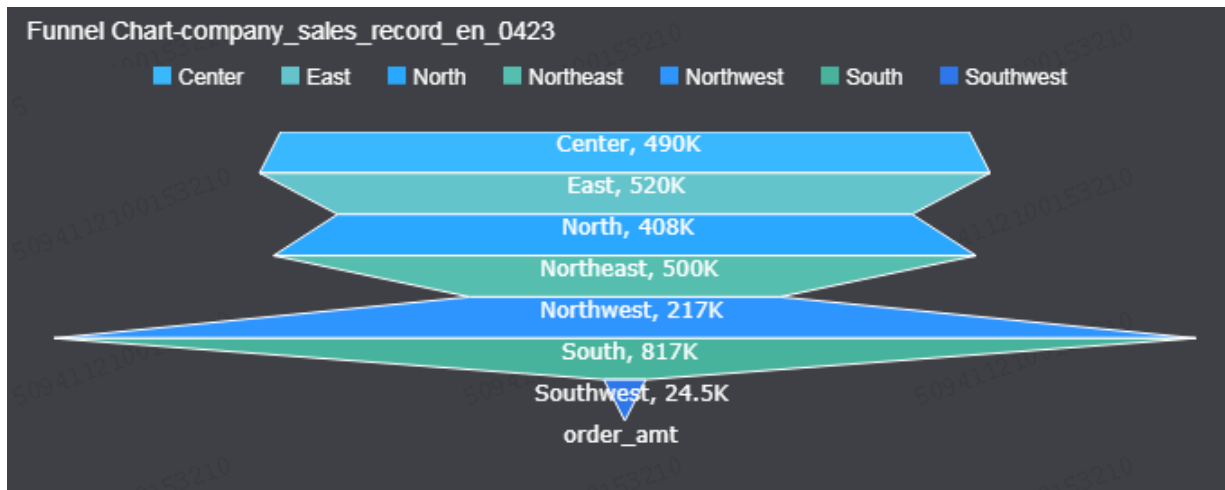 Funnel Chart-company_sales_record_en_0423
Center East North Northeast Northwest South Southwest
Center, 490K
East, 520K
North, 408K
Northeast, 500K
Northwest, 217K
South, 817K
Southwest, 24.5K
order_amt